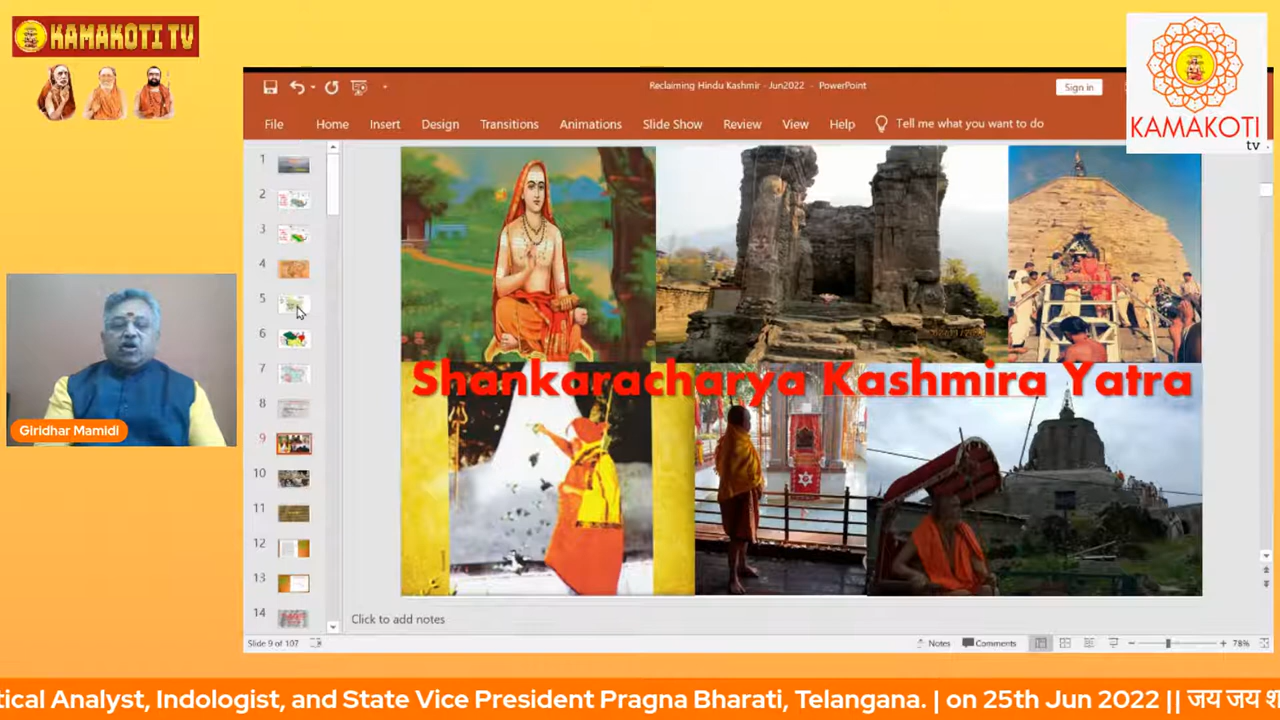 KAMAKOTI TV
KAMAKOTI
tv
Reclaiming Hindu Kashmir - Jun2022 - PowerPoint
Sign in
File Home Insert Design Transitions Animations Slide Show Review View Help Tell me what you want to do
1
2
3
4
5
6
7
8
9
10
11
12
13
14
Shankaracharya Kashmira Yatra
Giridhar Mamidi
Click to add notes
Slide 9 of 107
Notes Comments 78%
tical Analyst, Indologist, and State Vice President Pragna Bharati, Telangana. | on 25th Jun 2022 || जय जय श